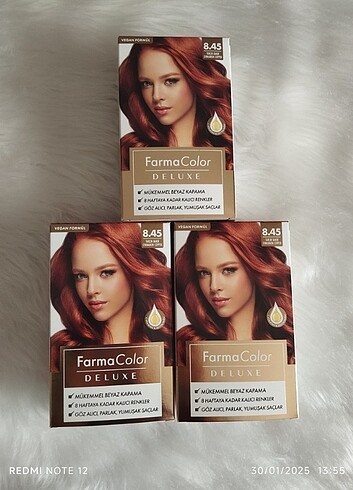 VEGAN FORMÜL
8.45
FarmaColor
DELUXE
MÜKEMMEL BEYAZ KAPAMA
8 HAFTAYA KADAR KALICI RENKLER
GÖZ ALICI, PARLAK, YUMUŞAK SAÇLAR
VEGAN FORMÜL
8.45
FarmaColor
DELUXE
MÜKEMMEL BEYAZ KAPAMA
8 HAFTAYA KADAR KALICI RENKLER
GÖZ ALICI, PARLAK, YUMUŞAK SAÇLAR
VEGAN FORMÜL
8.45
FarmaColor
DELUXE
MÜKEMMEL BEYAZ KAPAMA
8 HAFTAYA KADAR KALICI RENKLER
GÖZ ALICI, PARLAK, YUMUŞAK SAÇLAR
REDMI NOTE 12
30/01/2025 13:55